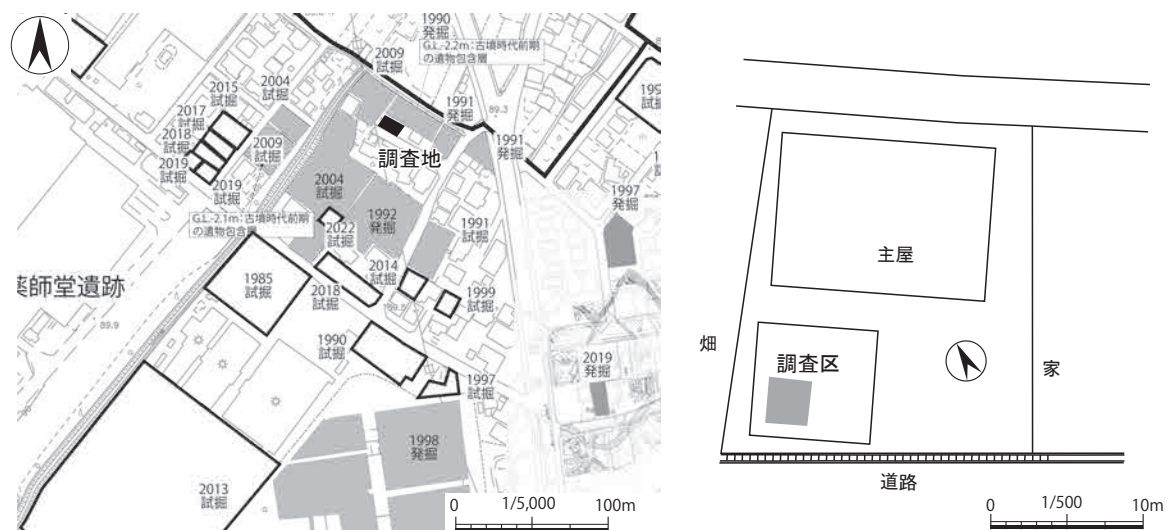 1990
発掘
G.L.-2.2m:古墳時代前期
の遺物包含層
2009
試掘
2004
試掘
2015
試掘
2017
試掘
2018
試掘
2019
試掘
2009
試掘
2019
試掘
1991
発掘
89.3
1991
発掘
調査地
2004
試掘
1992
発掘
G.L.-2.1m:古墳時代前期
の遺物包含層
2022
試掘
1991
試掘
1997
発掘
薬師堂遺跡
1985
試掘
2018
試掘
2014
試掘
1999
試掘
89.9
1990
試掘
1997
試掘
2019
発掘
1998
発掘
2013
試掘
0 1/5,000 100m
主屋
畑
調査区
家
道路
0 1/500 10m